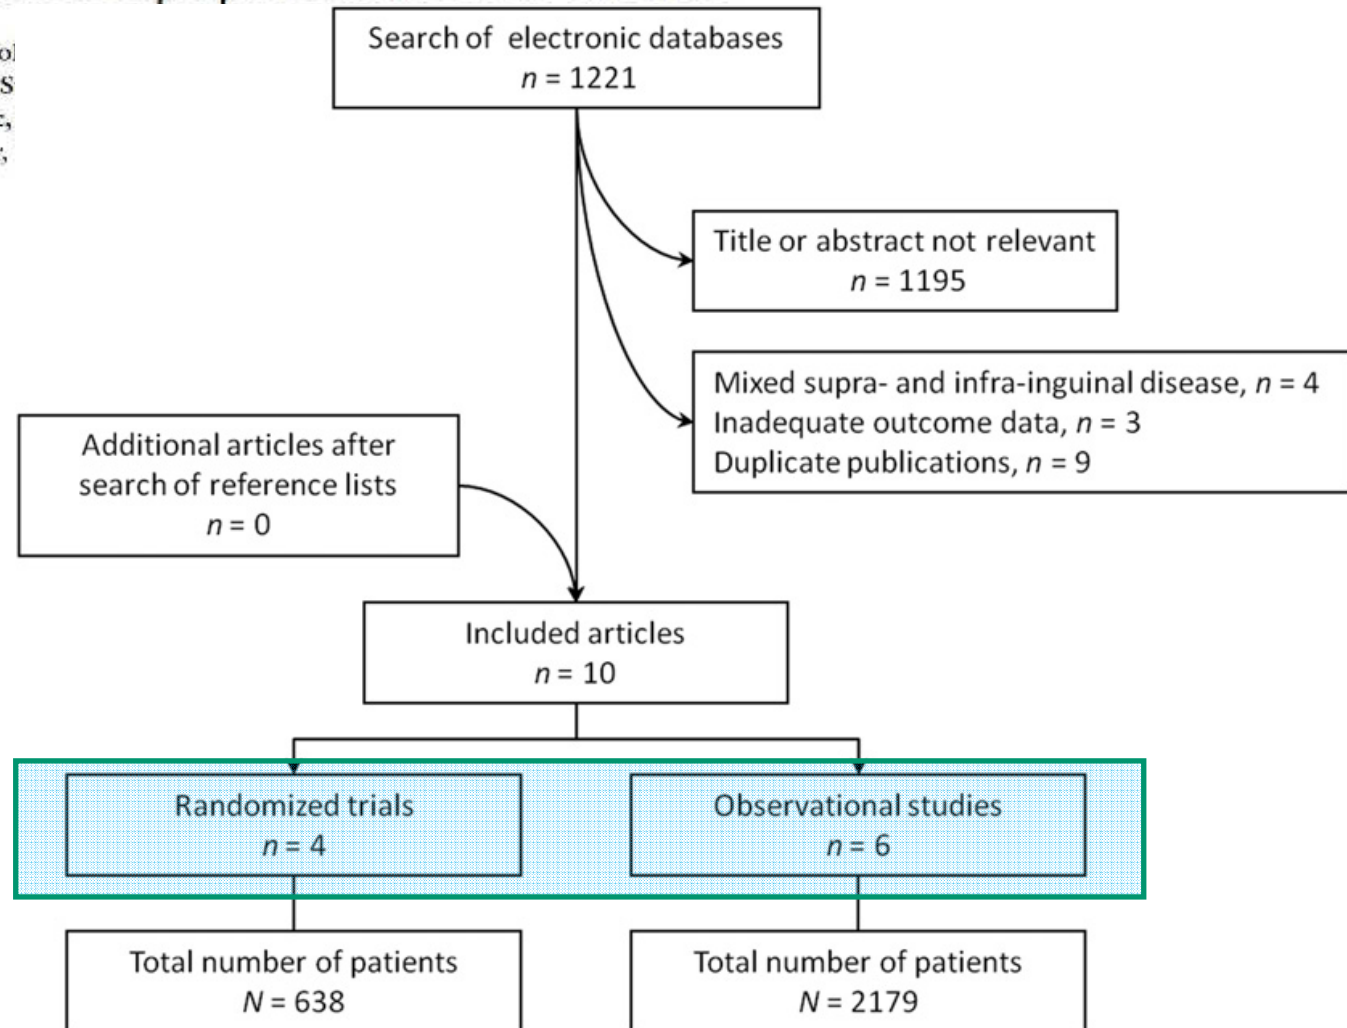 Search of electronic databases
n = 1221
Title or abstract not relevant
n = 1195
Mixed supra- and infra-inguinal disease, n = 4
Inadequate outcome data, n = 3
Duplicate publications, n = 9
Additional articles after
search of reference lists
n = 0
Included articles
n = 10
Randomized trials
n = 4
Observational studies
n = 6
Total number of patients
N = 638
Total number of patients
N = 2179